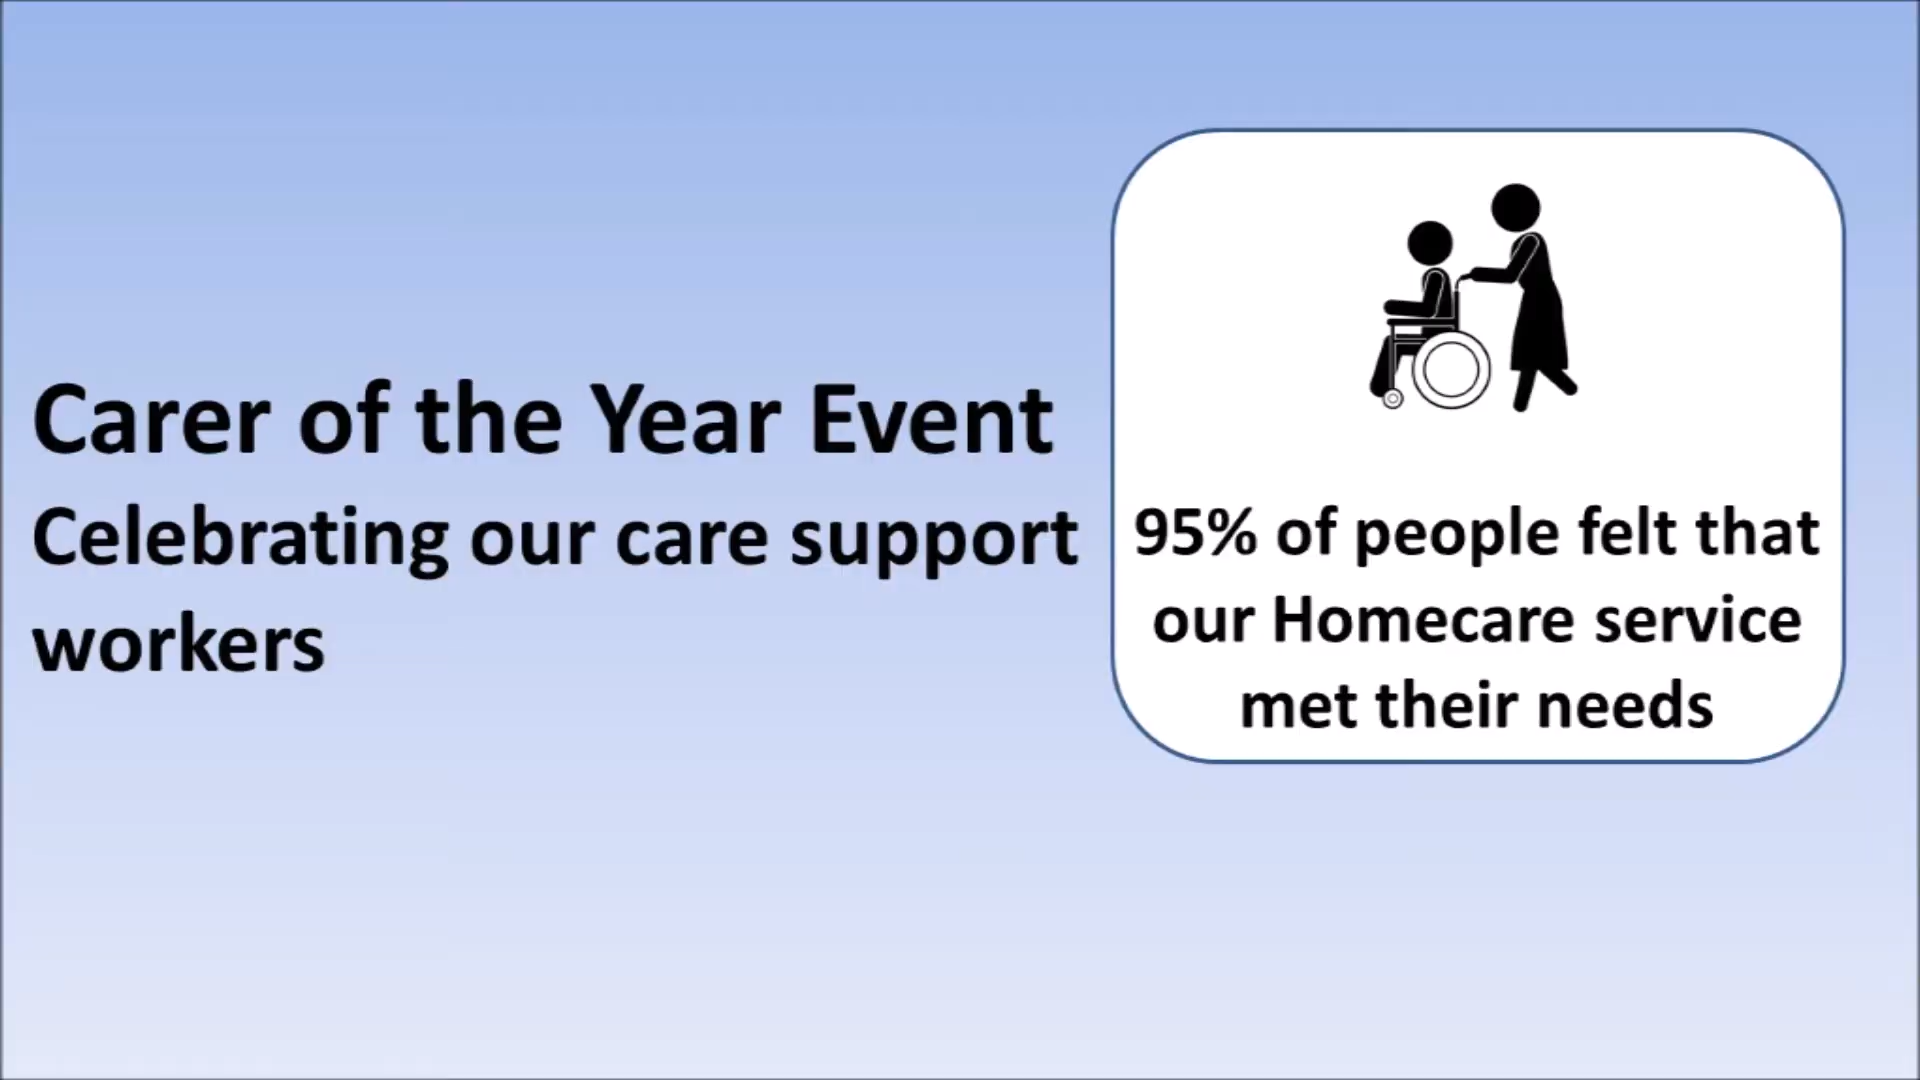 Carer of the Year Event
Celebrating our care support
workers
95% of people felt that
our Homecare service
met their needs